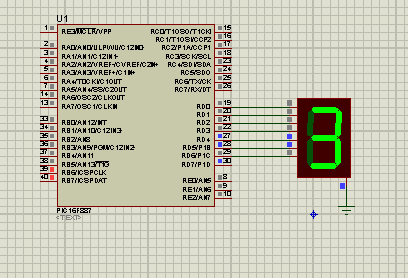 U1
1 RE3/MCLR/VPP RC0/T1OSO/T1CKI 15
RC1/T1OSI/CCP2 16
2 RA0/AN0/ULPWU/C12IN0- RC2/P1A/CCP1 17
3 RA1/AN1/C12IN1- RC3/SCK/SCL 18
4 RA2/AN2/VREF-/CVREF/C2IN+ RC4/SDI/SDA 23
5 RA3/AN3/VREF+/C1IN+ RC5/SDO 24
6 RA4/T0CKI/C1OUT RC6/TX/CK 25
7 RA5/AN4/SS/C2OUT RC7/RX/DT 26
14 RA6/OSC2/CLKOUT
13 RA7/OSC1/CLKIN RD0 19
RD1 20
33 RB0/AN12/INT RD2 21
34 RB1/AN10/C12IN3- RD3 22
35 RB2/AN8 RD4 27
36 RB3/AN9/PGM/C12IN2- RD5/P1B 28
37 RB4/AN11 RD6/P1C 29
38 RB5/AN13/T1G RD7/P1D 30
39 RB6/ICSPCLK
40 RB7/ICSPDAT RE0/AN5 8
RE1/AN6 9
RE2/AN7 10
PIC16F887
<TEXT>
3